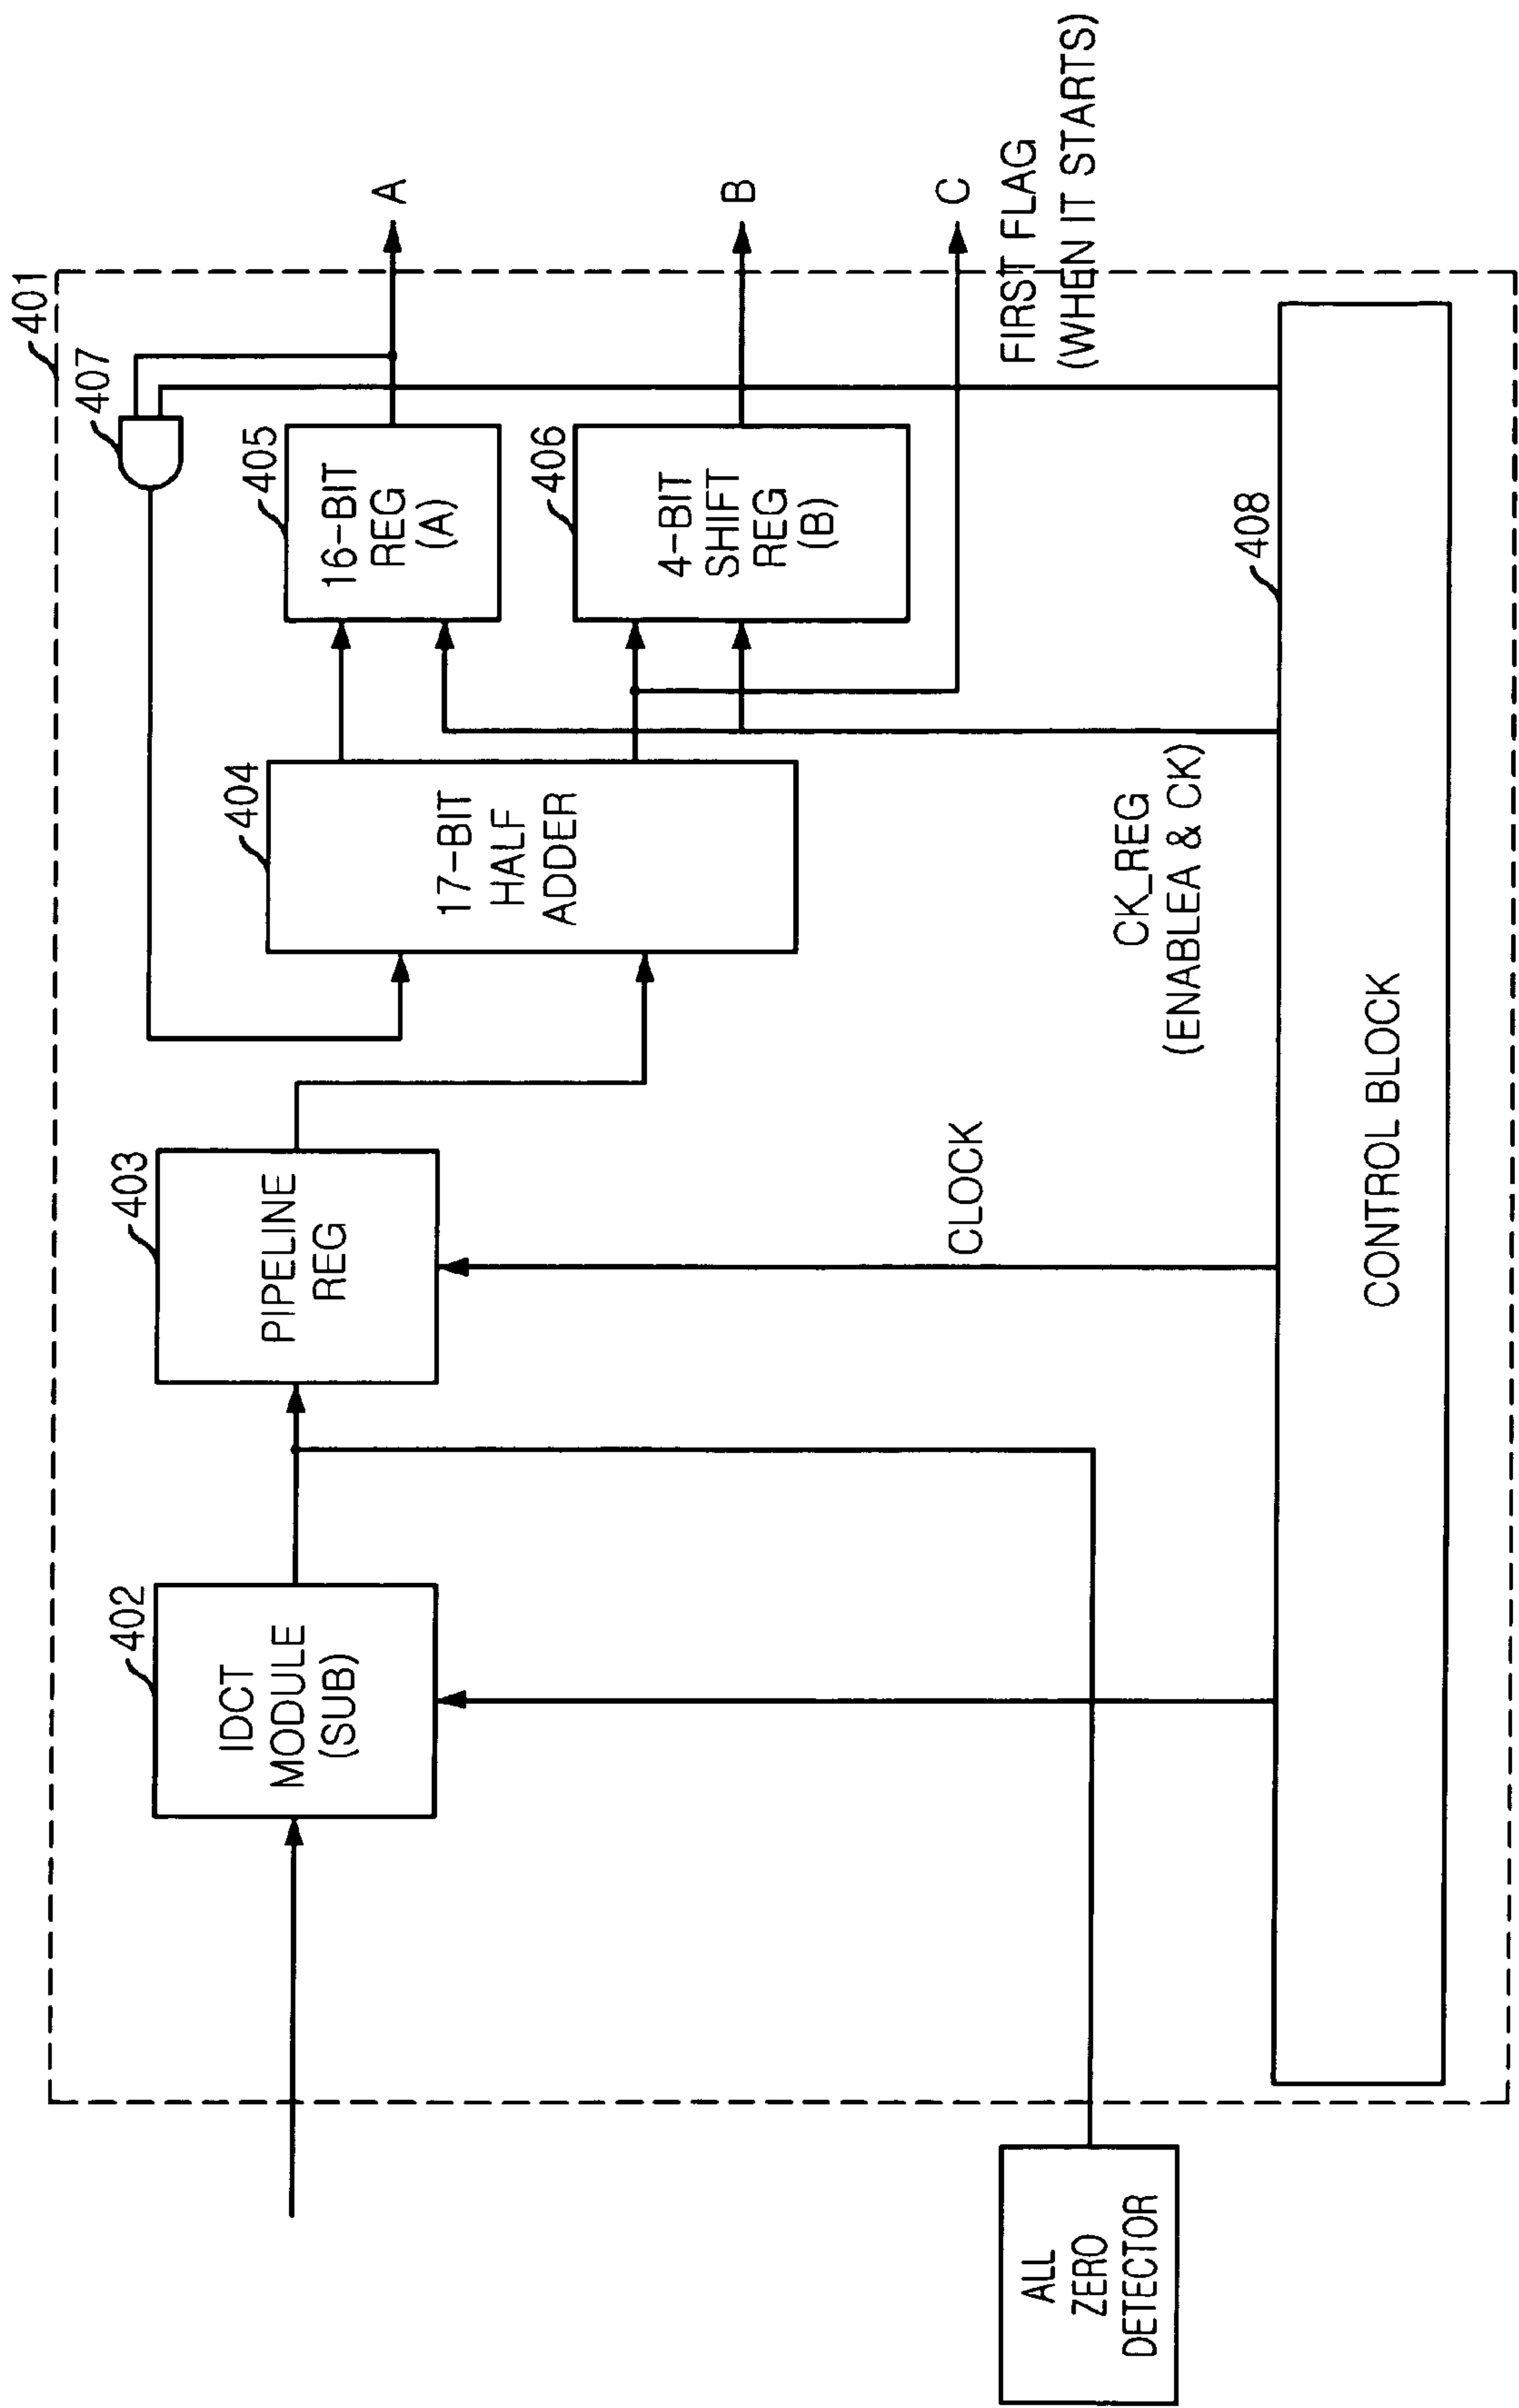 401
402
IDCT
MODULE
(SUB)
403
PIPELINE
REG
404
17-BIT
HALF
ADDER
405
16-BIT
REG
(A)
406
4-BIT
SHIFT
REG
(B)
407
A
B
C
FIRST FLAG
(WHEN IT STARTS)
CLOCK
CK_REG
(ENABLEA & CK)
408
CONTROL BLOCK
ALL
ZERO
DETECTOR